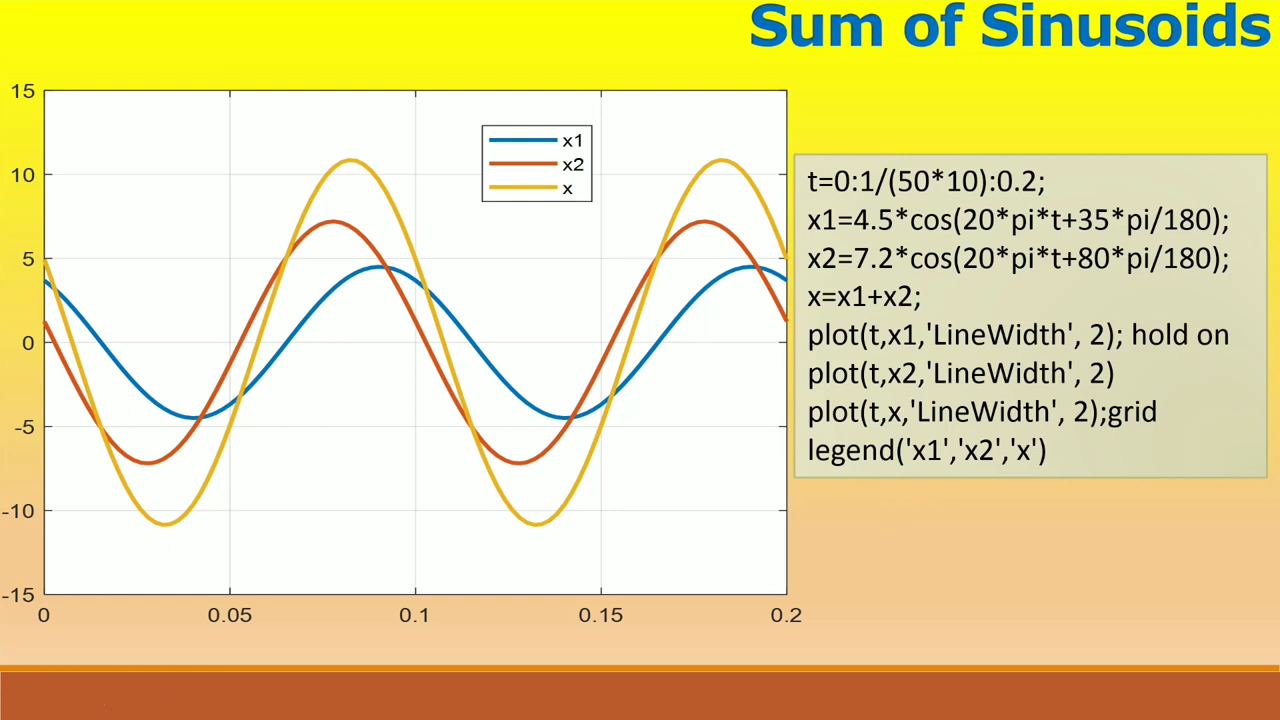 Sum of Sinusoids
15
10
5
0
-5
-10
-15
0 0.05 0.1 0.15 0.2
x1
x2
x
t=0:1/(50*10):0.2;
x1=4.5*cos(20*pi*t+35*pi/180);
x2=7.2*cos(20*pi*t+80*pi/180);
x=x1+x2;
plot(t,x1,'LineWidth', 2); hold on
plot(t,x2,'LineWidth', 2)
plot(t,x,'LineWidth', 2);grid
legend('x1','x2','x')